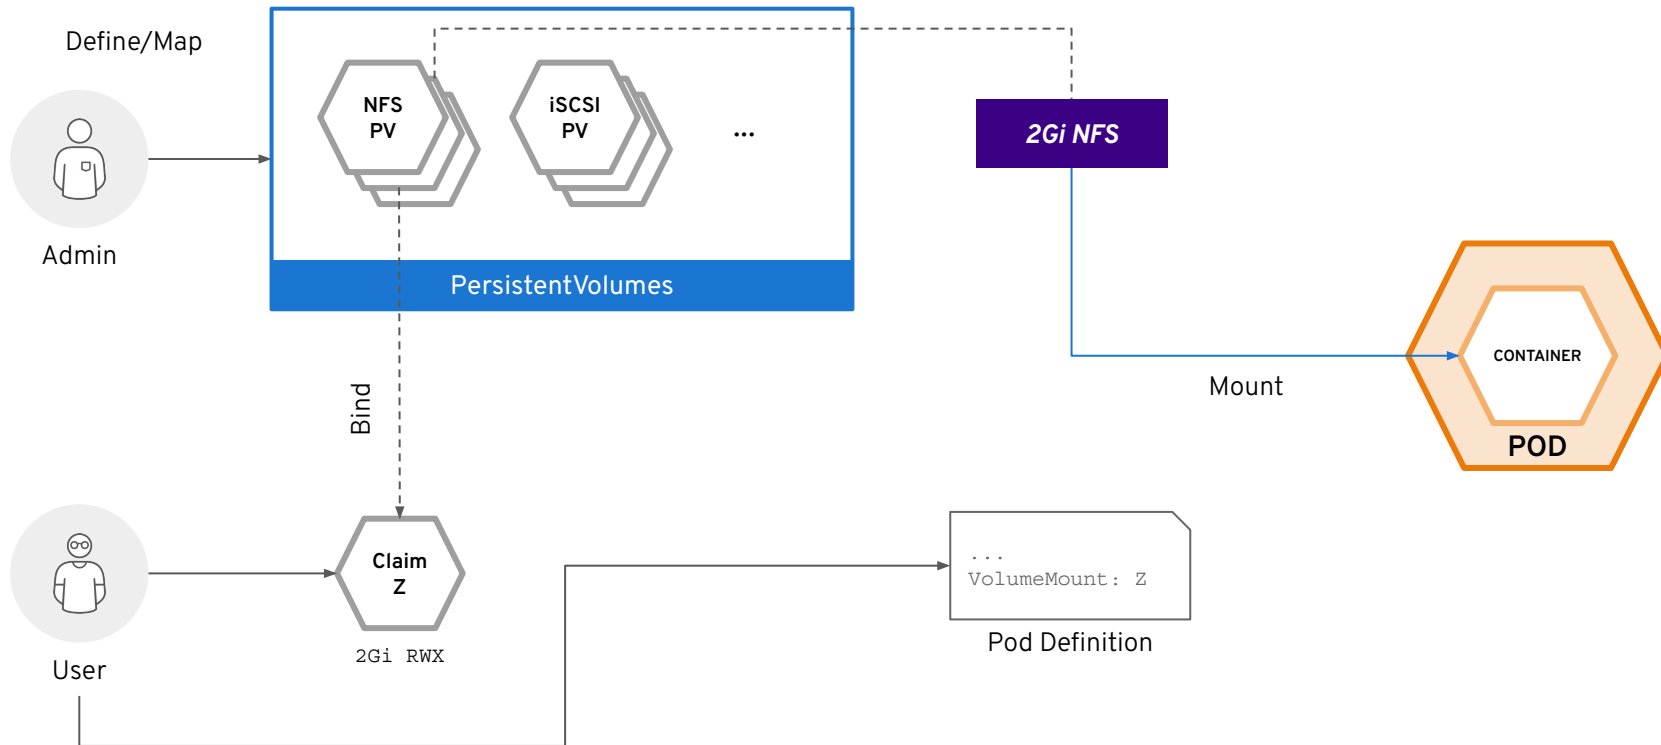 Define/Map
NFS
PV
iSCSI
PV
...
2Gi NFS
Admin
PersistentVolumes
CONTAINER
Mount
Bind
POD
Claim
Z
...
VolumeMount: Z
Pod Definition
2Gi RWX
User